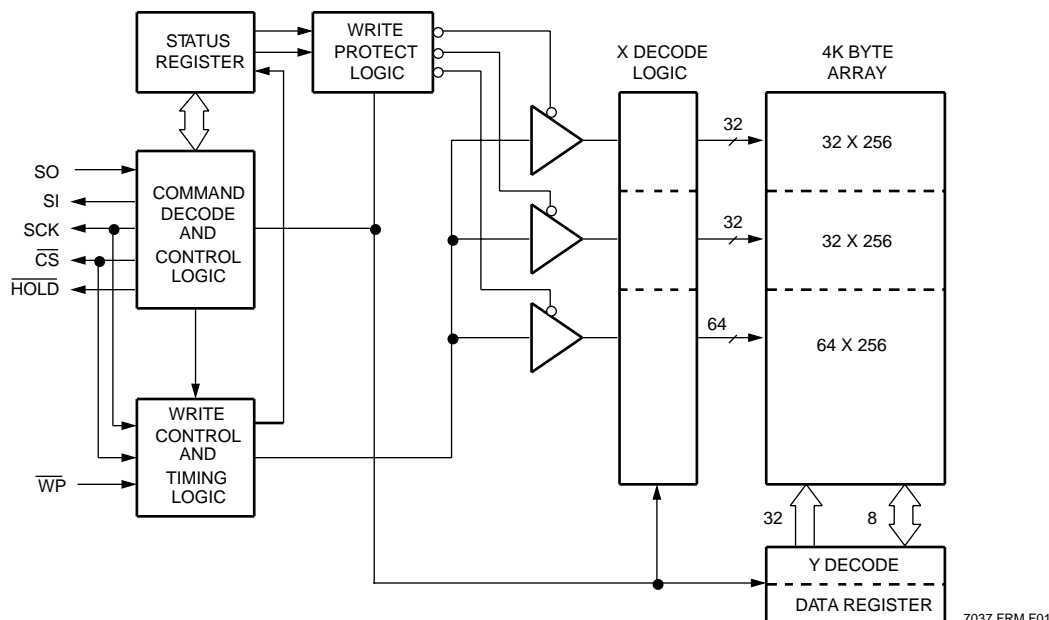 STATUS
REGISTER
WRITE
PROTECT
LOGIC
X DECODE
LOGIC
4K BYTE
ARRAY
SO
SI
SCK
CS
HOLD
COMMAND
DECODE
AND
CONTROL
LOGIC
32
32 X 256
32
32 X 256
64
64 X 256
WRITE
CONTROL
AND
TIMING
LOGIC
WP
32
8
Y DECODE
DATA REGISTER
7037 FRM F01